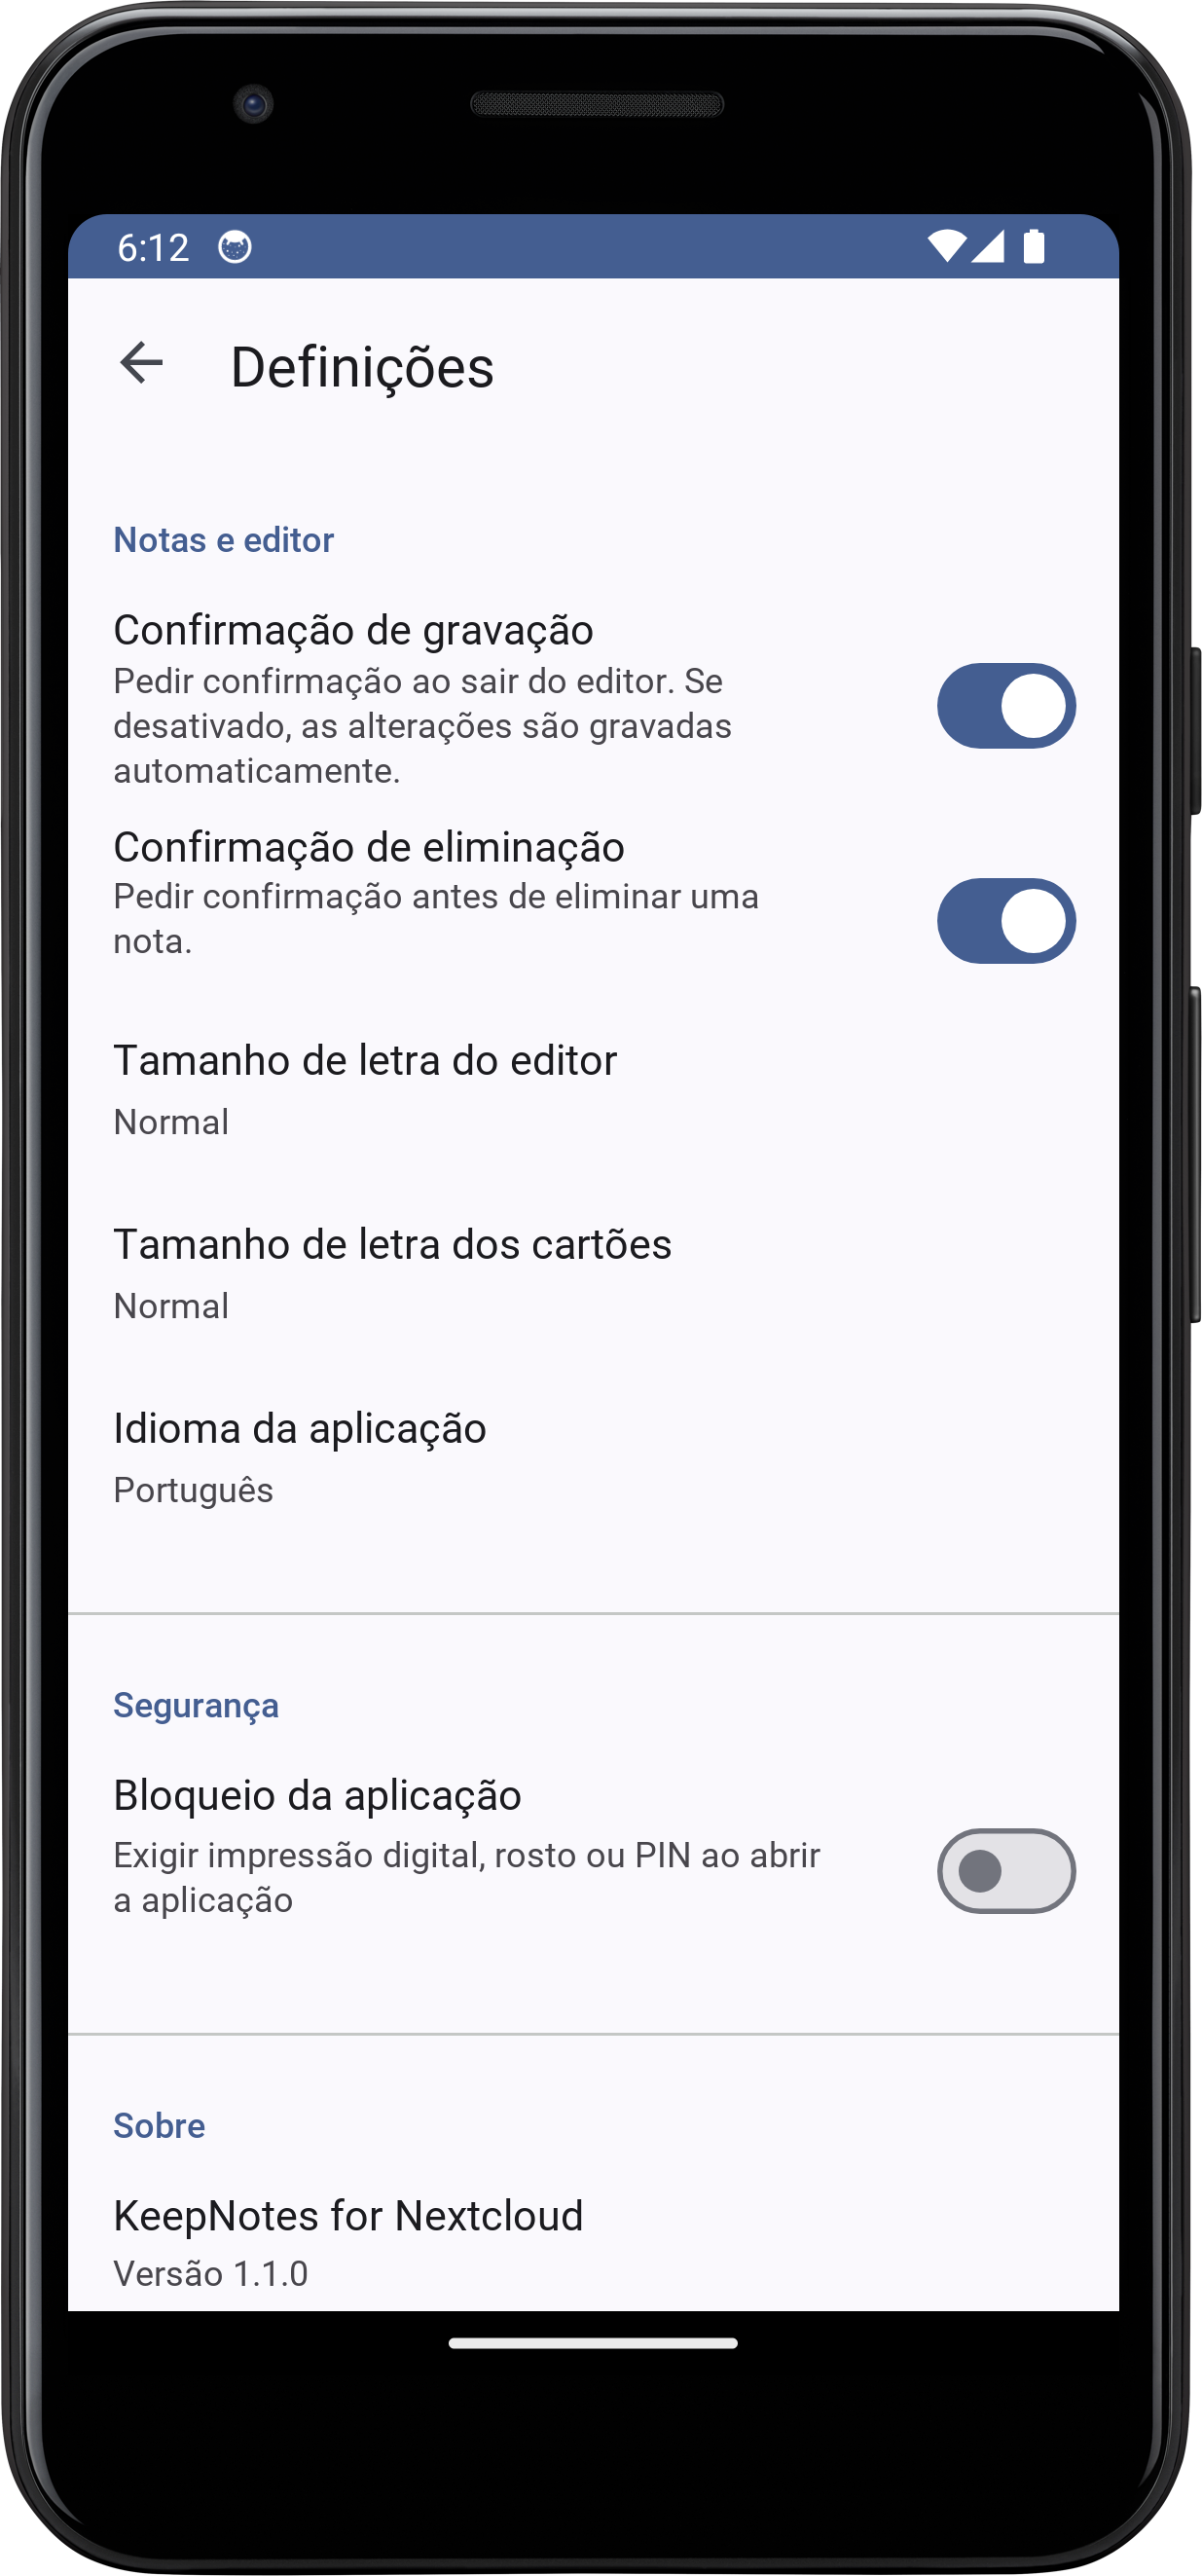 6:12
Definições
Notas e editor
Confirmação de gravação
Pedir confirmação ao sair do editor. Se
desativado, as alterações são gravadas
automaticamente.
Confirmação de eliminação
Pedir confirmação antes de eliminar uma
nota.
Tamanho de letra do editor
Normal
Tamanho de letra dos cartões
Normal
Idioma da aplicação
Português
Segurança
Bloqueio da aplicação
Exigir impressão digital, rosto ou PIN ao abrir
a aplicação
Sobre
KeepNotes for Nextcloud
Versão 1.1.0